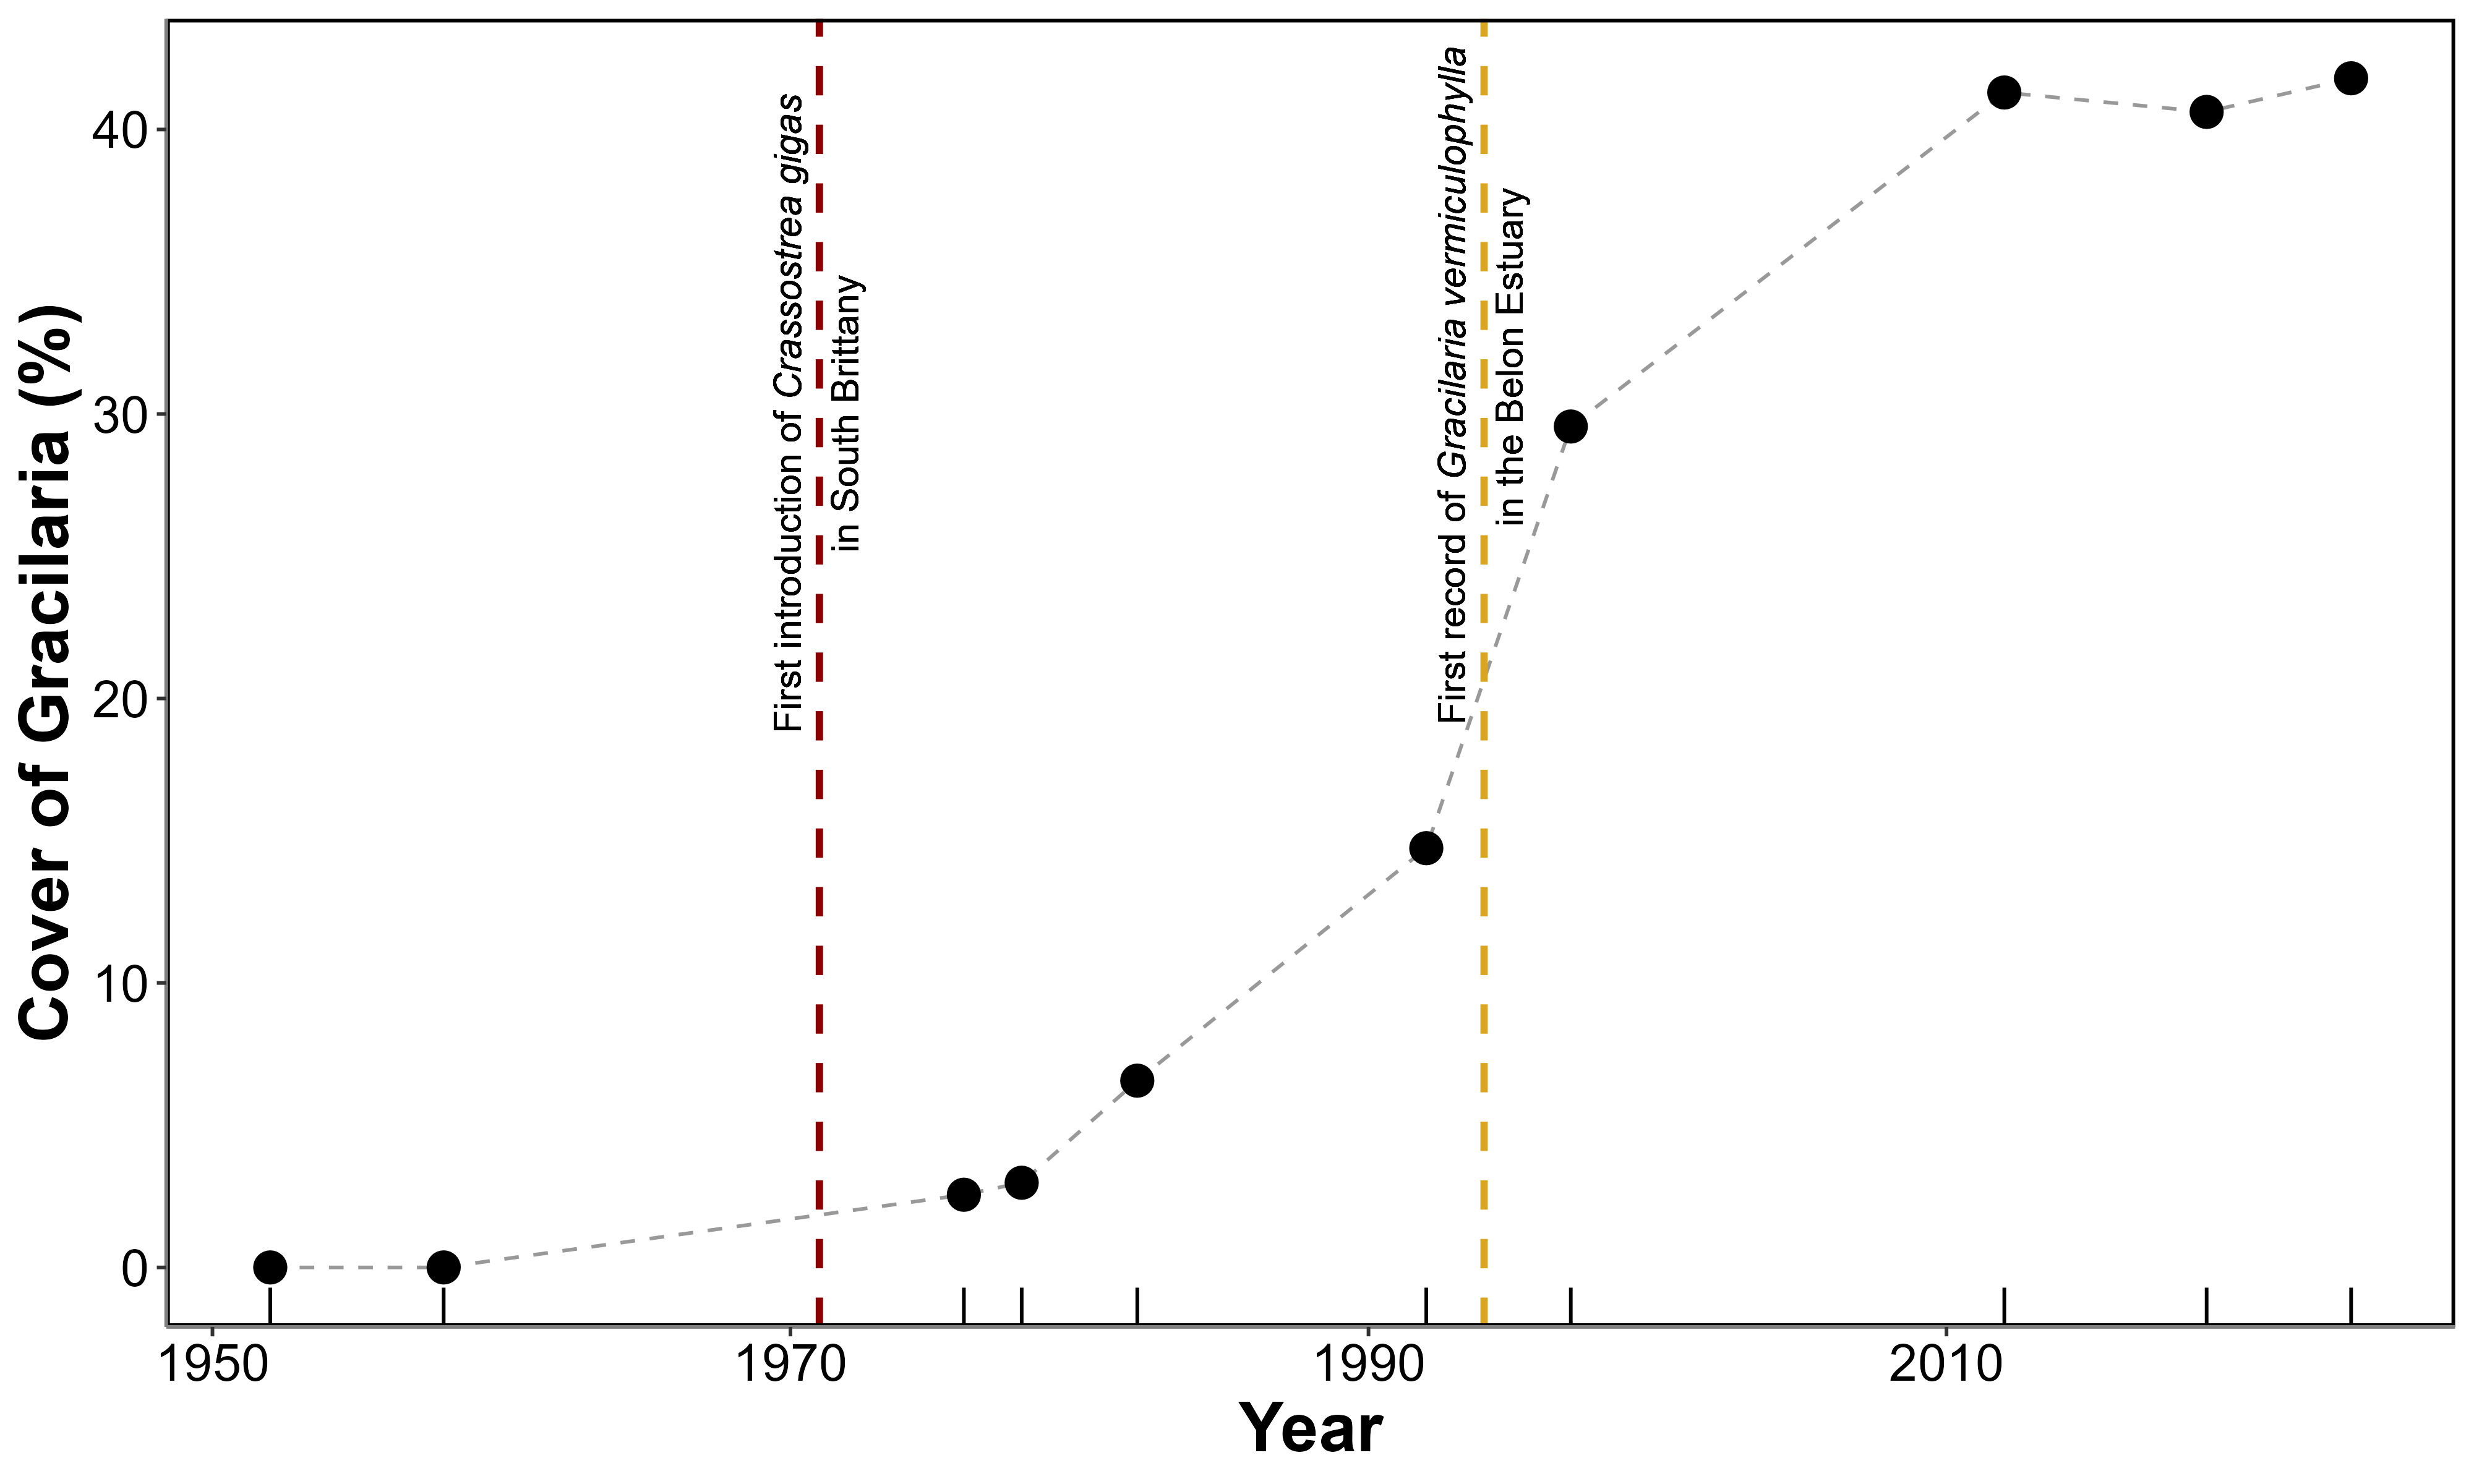 Cover of Gracilaria (%)
40
30
20
10
0
First introduction of Crassostrea gigas
in South Brittany
First record of Gracilaria vermiculophylla
in the Belon Estuary
1950
1970
1990
2010
Year